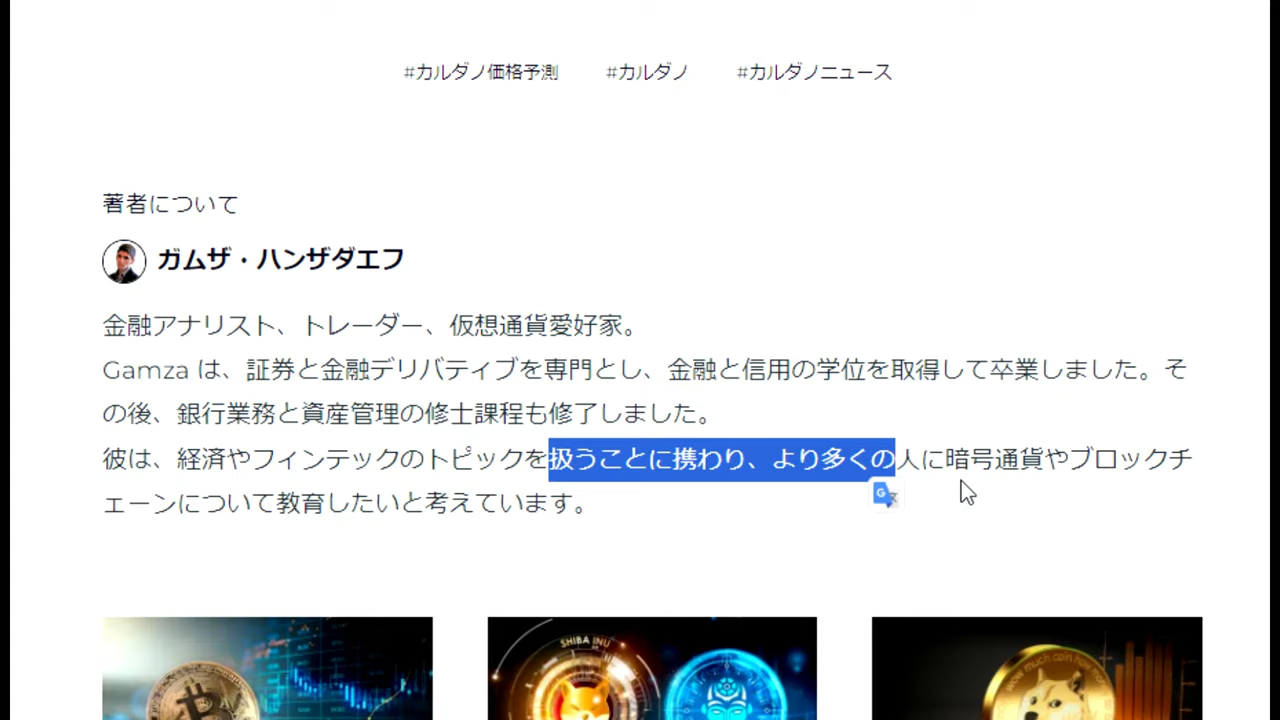 #カルダノ価格予測 #カルダノ #カルダノニュース
著者について
ガムザ・ハンザダエフ
金融アナリスト、トレーダー、仮想通貨愛好家。
Gamza は、証券と金融デリバティブを専門とし、金融と信用の学位を取得して卒業しました。そ
の後、銀行業務と資産管理の修士課程も修了しました。
彼は、経済やフィンテックのトピックを扱うことに携わり、より多くの人に暗号通貨やブロックチ
ェーンについて教育したいと考えています。
SHIBA INU